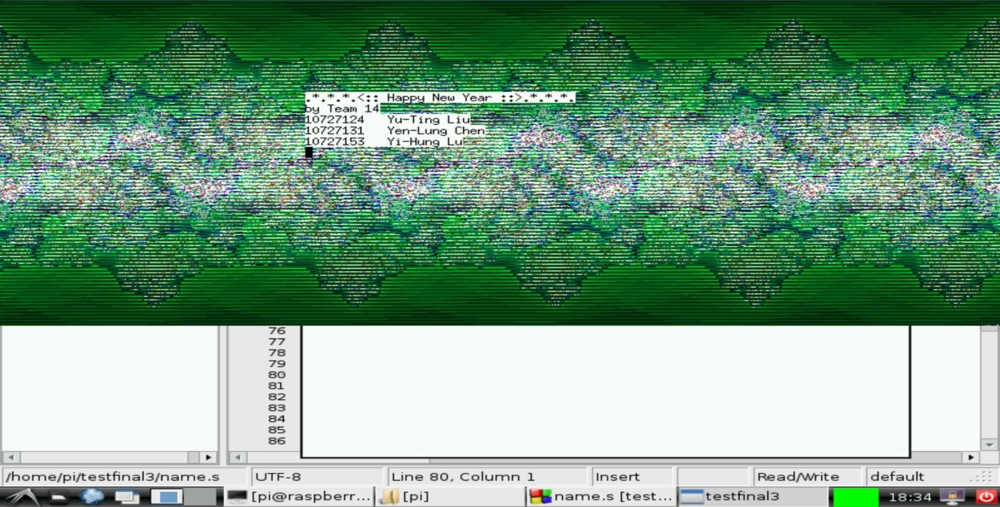 .*.*.*.<:: Happy New Year ::>.*.*.*.
by Team 14
10727124   Yu-Ting Liu
10727131   Yen-Lung Chen
10727153   Yi-Hung Lu
76
77
78
79
80
81
82
83
84
85
86
/home/pi/testfinal3/name.s UTF-8 Line 80, Column 1 Insert Read/Write default
[pi@raspberr... [pi] name.s [test... testfinal3 18:34